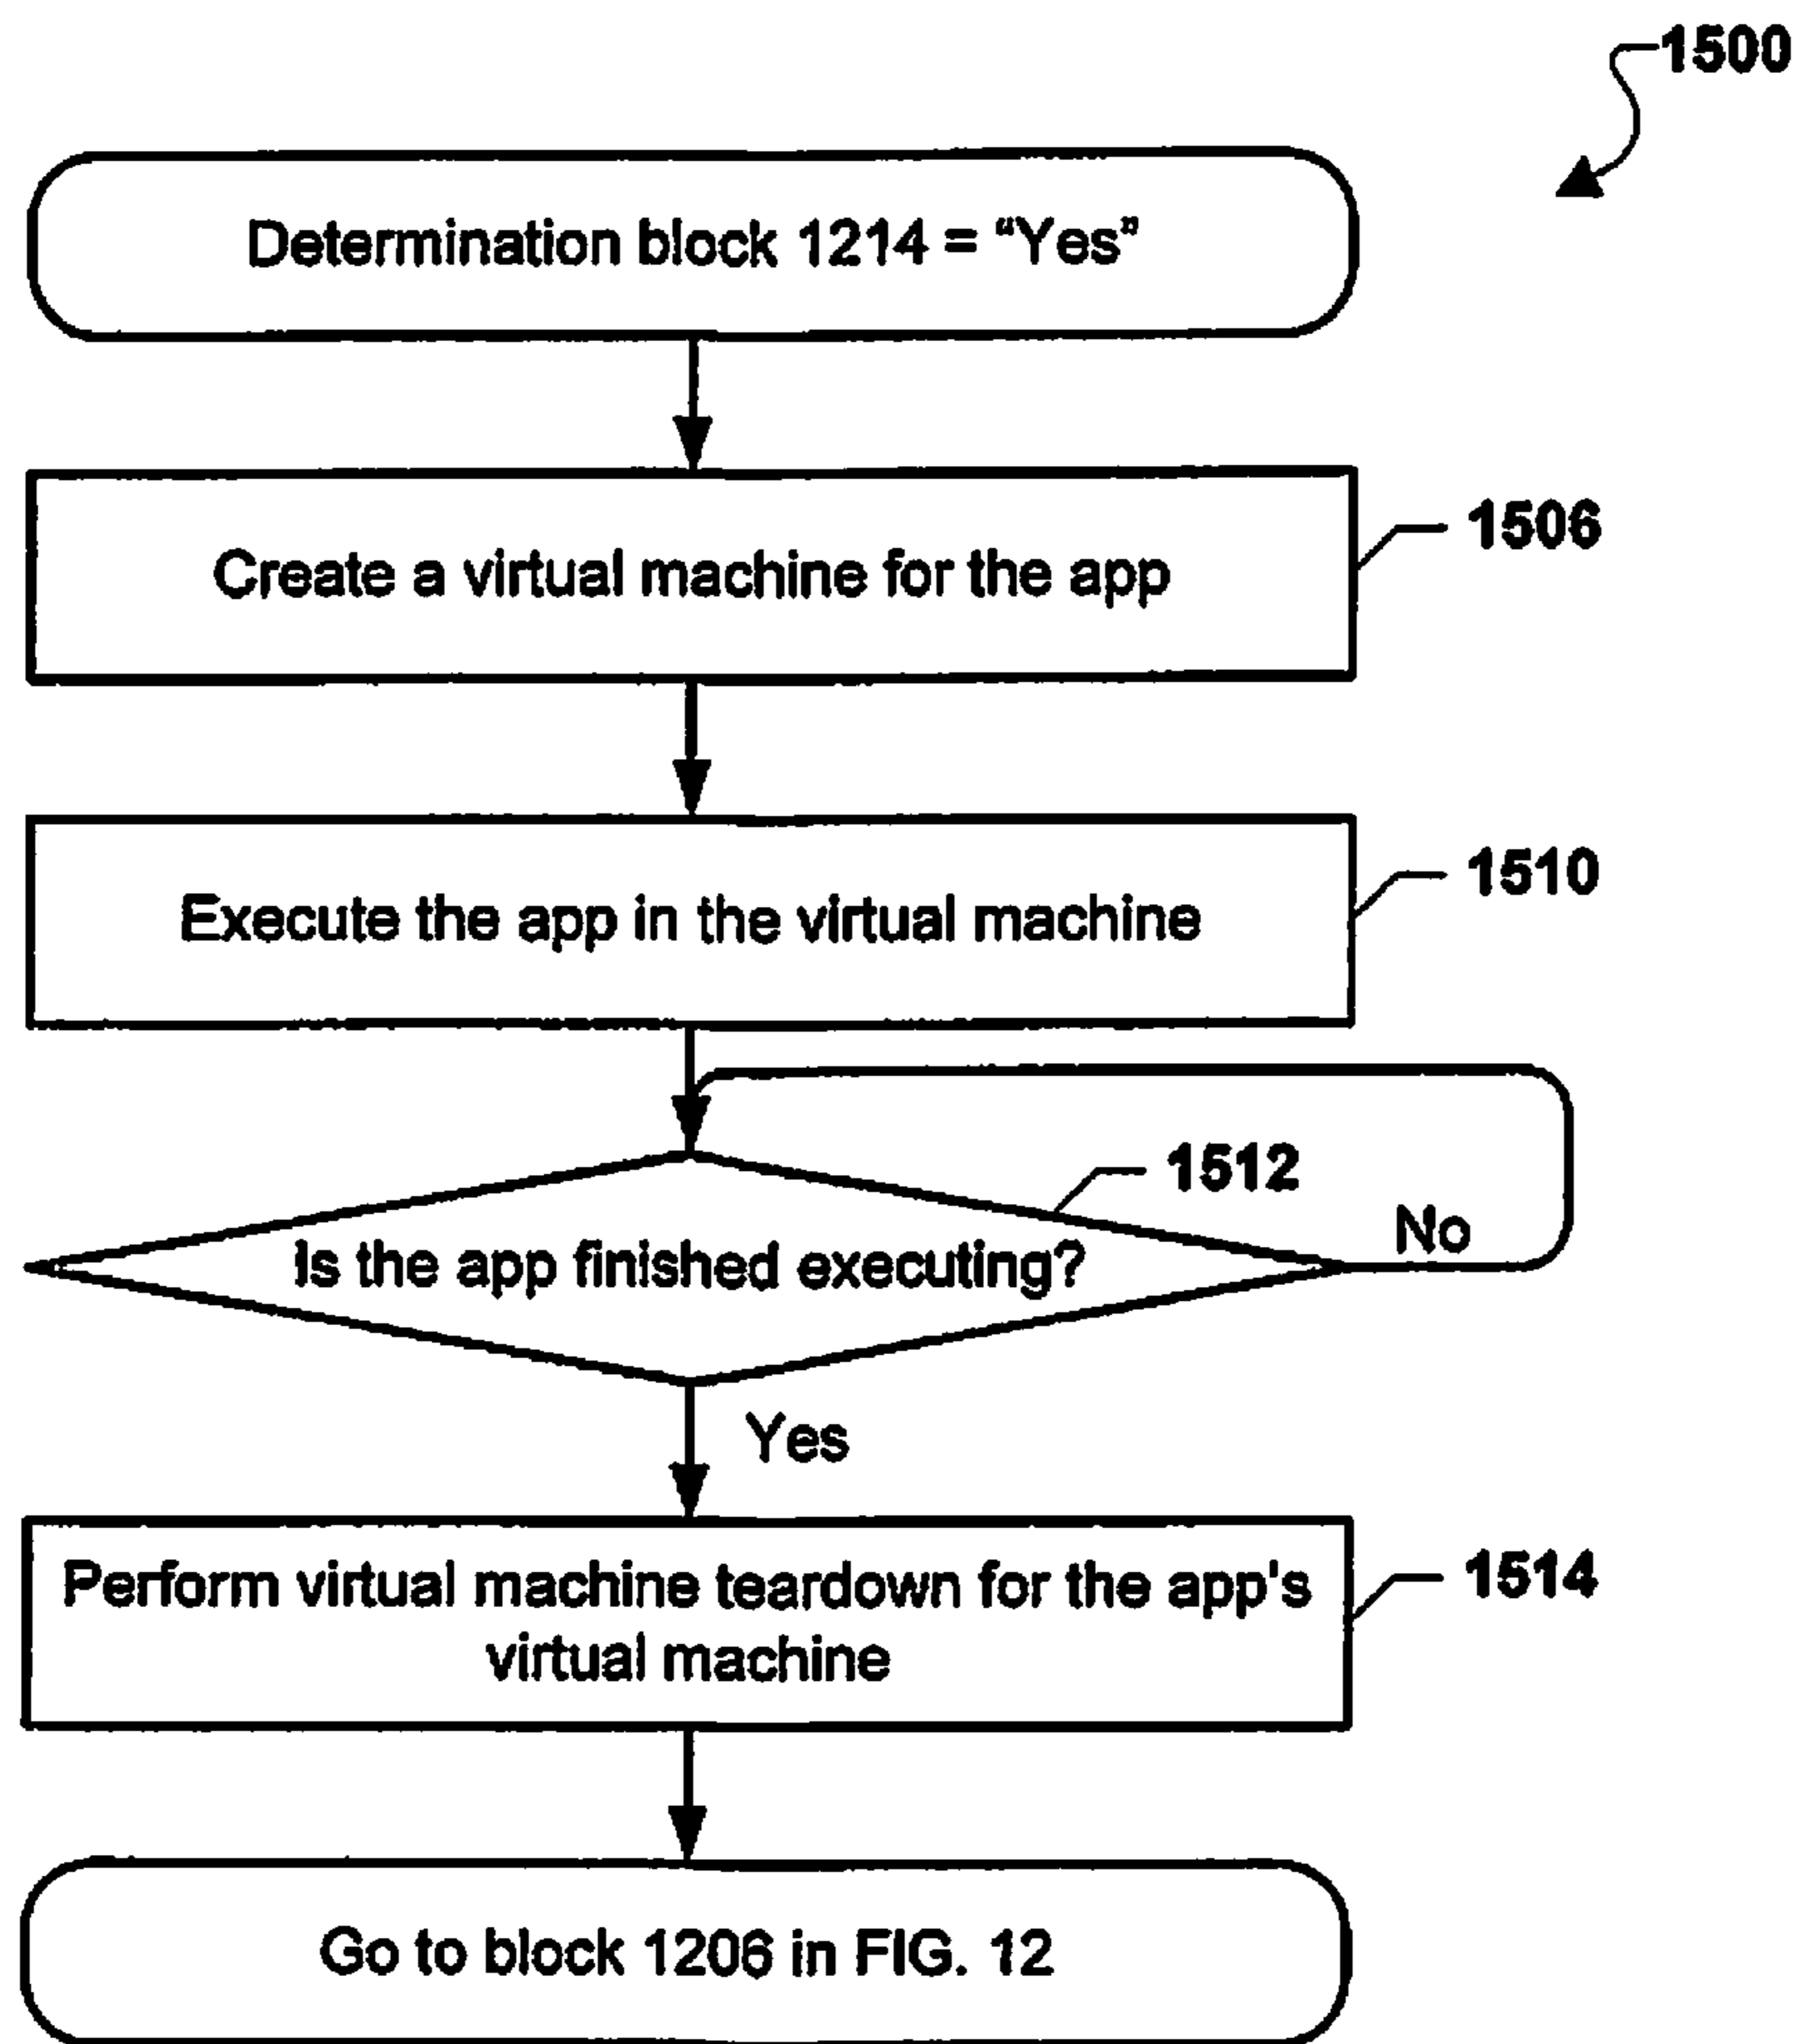 1500
Determination block 1214 = “Yes”
Create a virtual machine for the app
1506
Execute the app in the virtual machine
1510
1512
Is the app finished executing?
No
Yes
Perform virtual machine teardown for the app's
virtual machine
1514
Go to block 1206 in FIG. 12